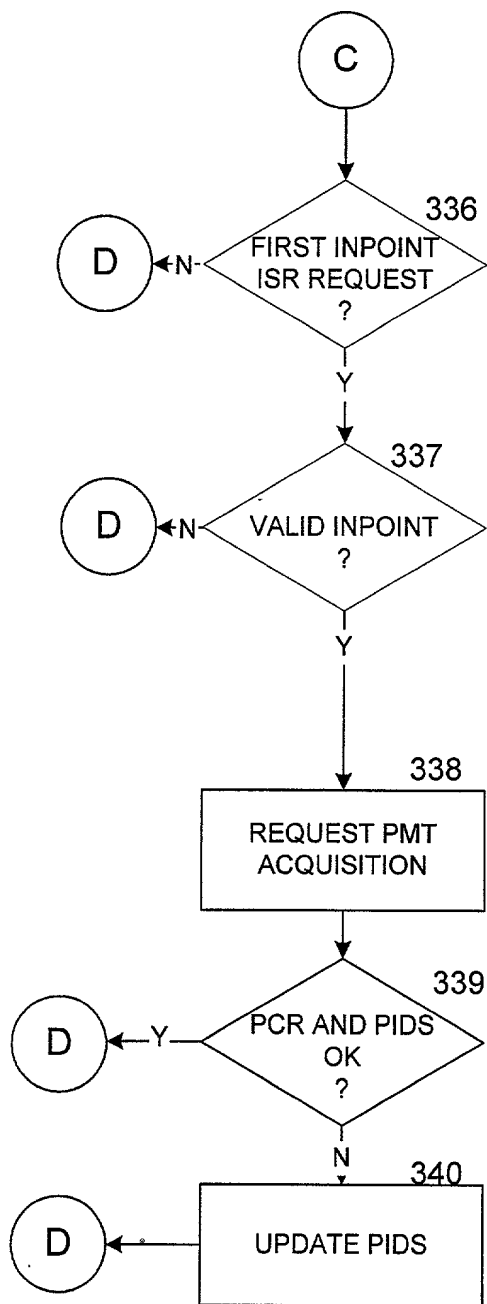 C
336
FIRST INPOINT
ISR REQUEST
?
D
N
Y
337
VALID INPOINT
?
D
N
Y
338
REQUEST PMT
ACQUISITION
339
PCR AND PIDS
OK
?
D
Y
N
340
UPDATE PIDS
D